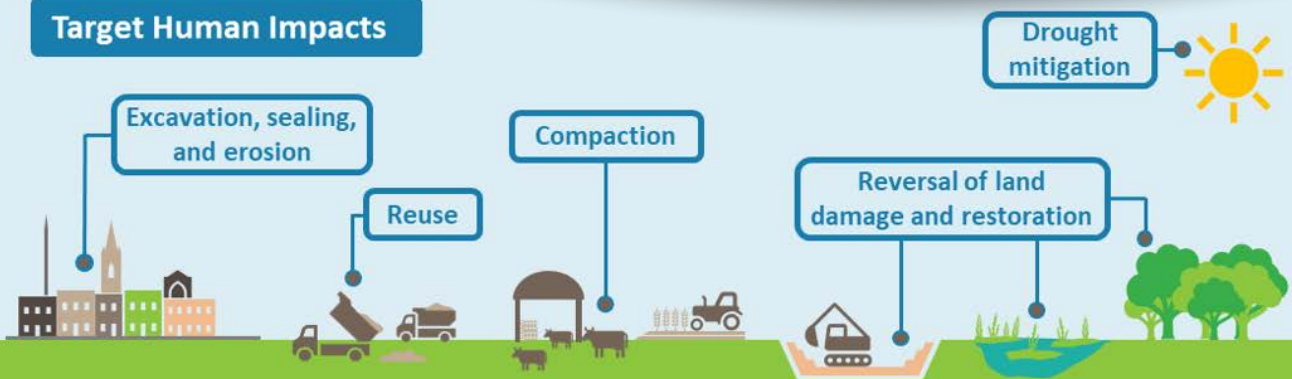 Target Human Impacts
Excavation, sealing,
and erosion
Reuse
Compaction
Reversal of land
damage and restoration
Drought
mitigation